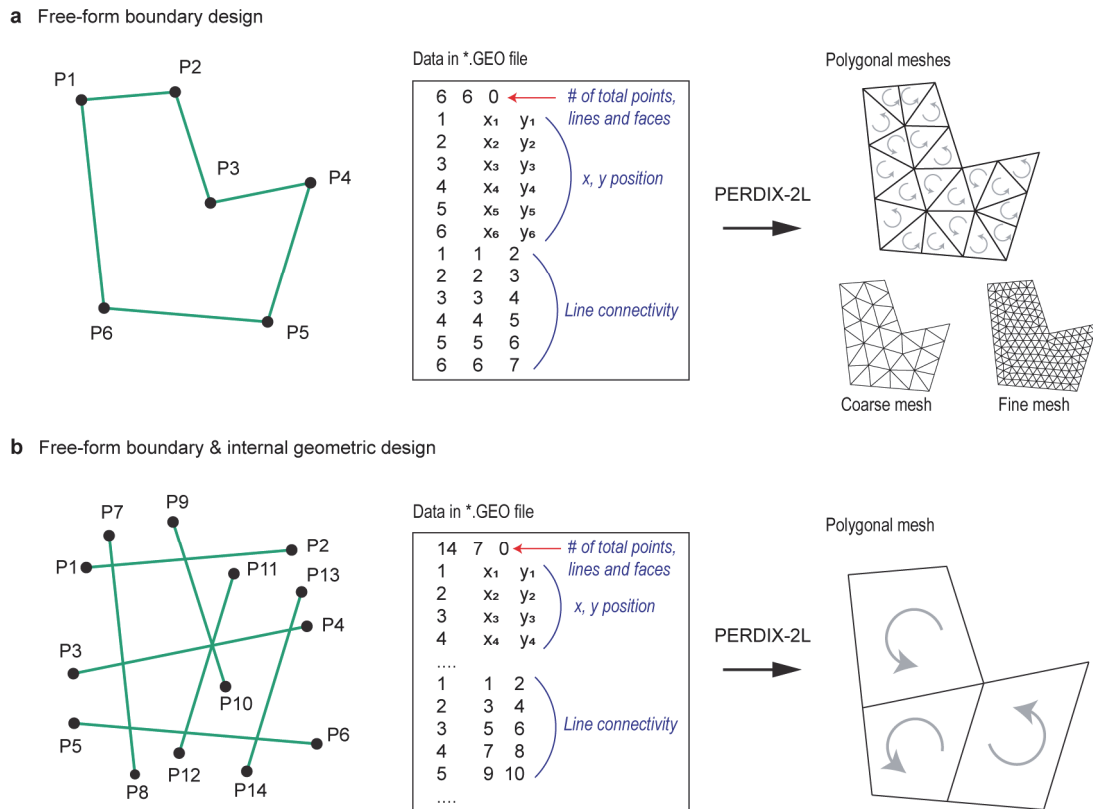 a Free-form boundary design
P1
P2
P3
P4
P5
P6
Data in *.GEO file
6 6 0
# of total points,
lines and faces
1 x₁ y₁
2 x₂ y₂
3 x₃ y₃
4 x₄ y₄
5 x₅ y₅
6 x₆ y₆
x, y position
1 1 2
2 2 3
3 3 4
4 4 5
5 5 6
6 6 7
Line connectivity
PERDIX-2L
Polygonal meshes
Coarse mesh
Fine mesh
b Free-form boundary & internal geometric design
P9
P7
P2
P1
P11
P13
P4
P3
P10
P5
P6
P12
P8
P14
Data in *.GEO file
14 7 0
# of total points,
lines and faces
1 x₁ y₁
2 x₂ y₂
3 x₃ y₃
4 x₄ y₄
x, y position
....
1 1 2
2 3 4
3 5 6
4 7 8
5 9 10
Line connectivity
....
PERDIX-2L
Polygonal mesh